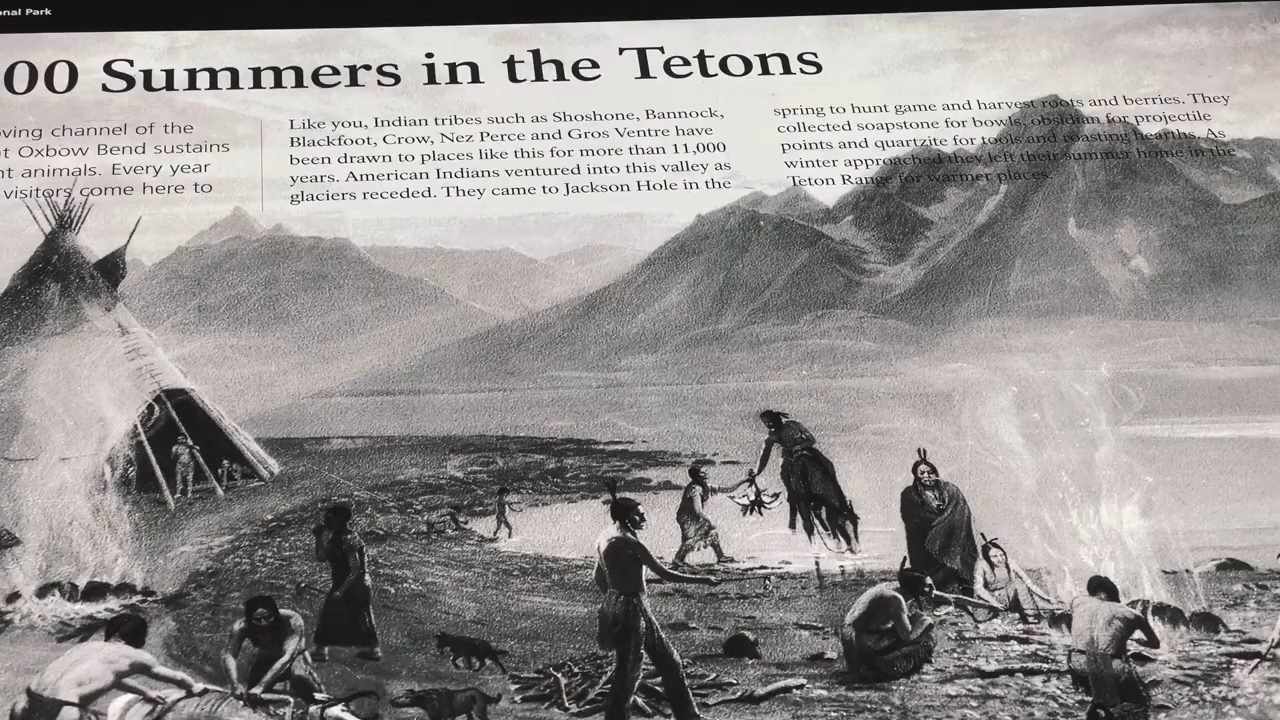 onal Park
00 Summers in the Tetons
oving channel of the
t Oxbow Bend sustains
nt animals. Every year
visitors come here to
Like you, Indian tribes such as Shoshone, Bannock,
Blackfoot, Crow, Nez Perce and Gros Ventre have
been drawn to places like this for more than 11,000
years. American Indians ventured into this valley as
glaciers receded. They came to Jackson Hole in the
spring to hunt game and harvest roots and berries. They
collected soapstone for bowls, obsidian for projectile
points and quartzite for tools and roasting hearths. As
winter approached they left their summer home in the
Teton Range for warmer places.